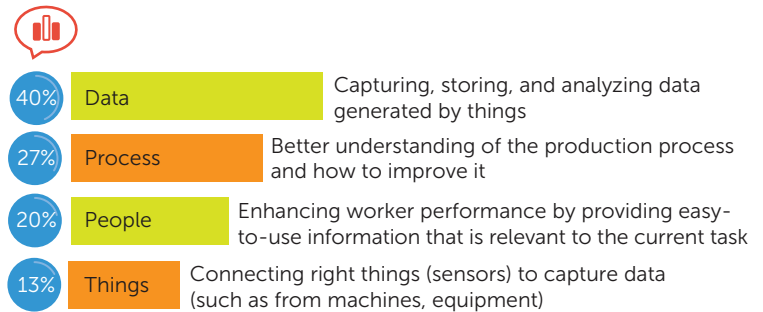 40% Data Capturing, storing, and analyzing data
generated by things
27% Process Better understanding of the production process
and how to improve it
20% People Enhancing worker performance by providing easy-
to-use information that is relevant to the current task
13% Things Connecting right things (sensors) to capture data
(such as from machines, equipment)